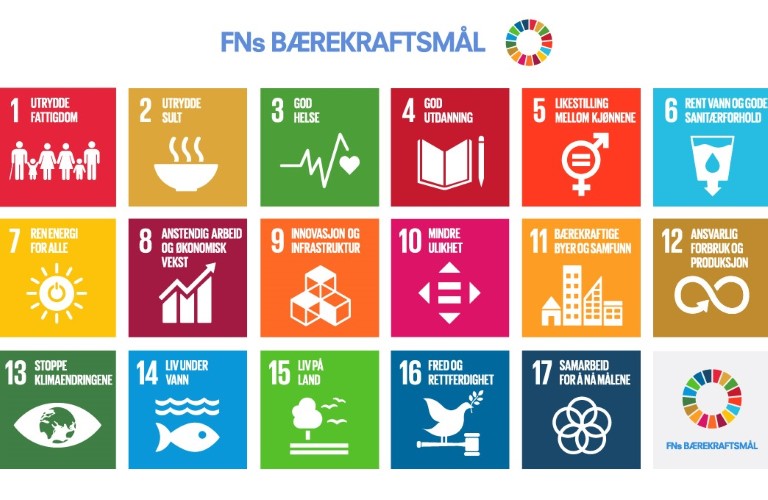 FNs BÆREKRAFTSMÅL
1 UTRYDDE
FATTIGDOM
2 UTRYDDE
SULT
3 GOD
HELSE
4 GOD
UTDANNING
5 LIKESTILLING
MELLOM KJØNNENE
6 RENT VANN OG GODE
SANITÆRFORHOLD
7 REN ENERGI
FOR ALLE
8 ANSTENDIG ARBEID
OG ØKONOMISK
VEKST
9 INNOVASJON OG
INFRASTRUKTUR
10 MINDRE
ULIKHET
11 BÆREKRAFTIGE
BYER OG SAMFUNN
12 ANSVARLIG
FORBRUK OG
PRODUKSJON
13 STOPPE
KLIMAENDRINGENE
14 LIV UNDER
VANN
15 LIV PÅ
LAND
16 FRED OG
RETTFERDIGHET
17 SAMARBEID
FOR Å NÅ MÅLENE
FNs BÆREKRAFTSMÅL